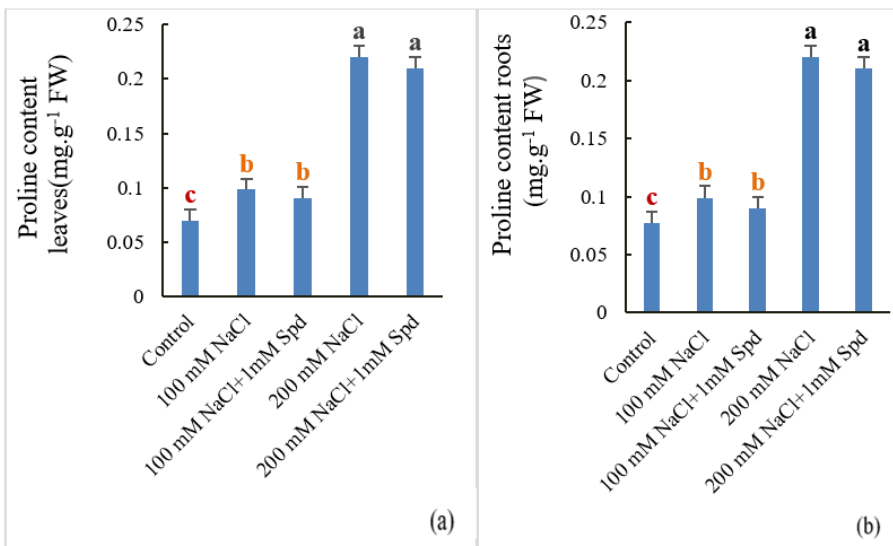 Proline content
leaves(mg.g⁻¹ FW)
0.25
0.2
0.15
0.1
0.05
0
c
b
b
a
a
Control
100 mM NaCl
100 mM NaCl+1mM Spd
200 mM NaCl
200 mM NaCl+1mM Spd
(a)
Proline content roots
(mg.g⁻¹ FW)
0.25
0.2
0.15
0.1
0.05
0
c
b
b
a
a
Control
100 mM NaCl
100 mM NaCl+1mM Spd
200 mM NaCl
200 mM NaCl+1mM Spd
(b)